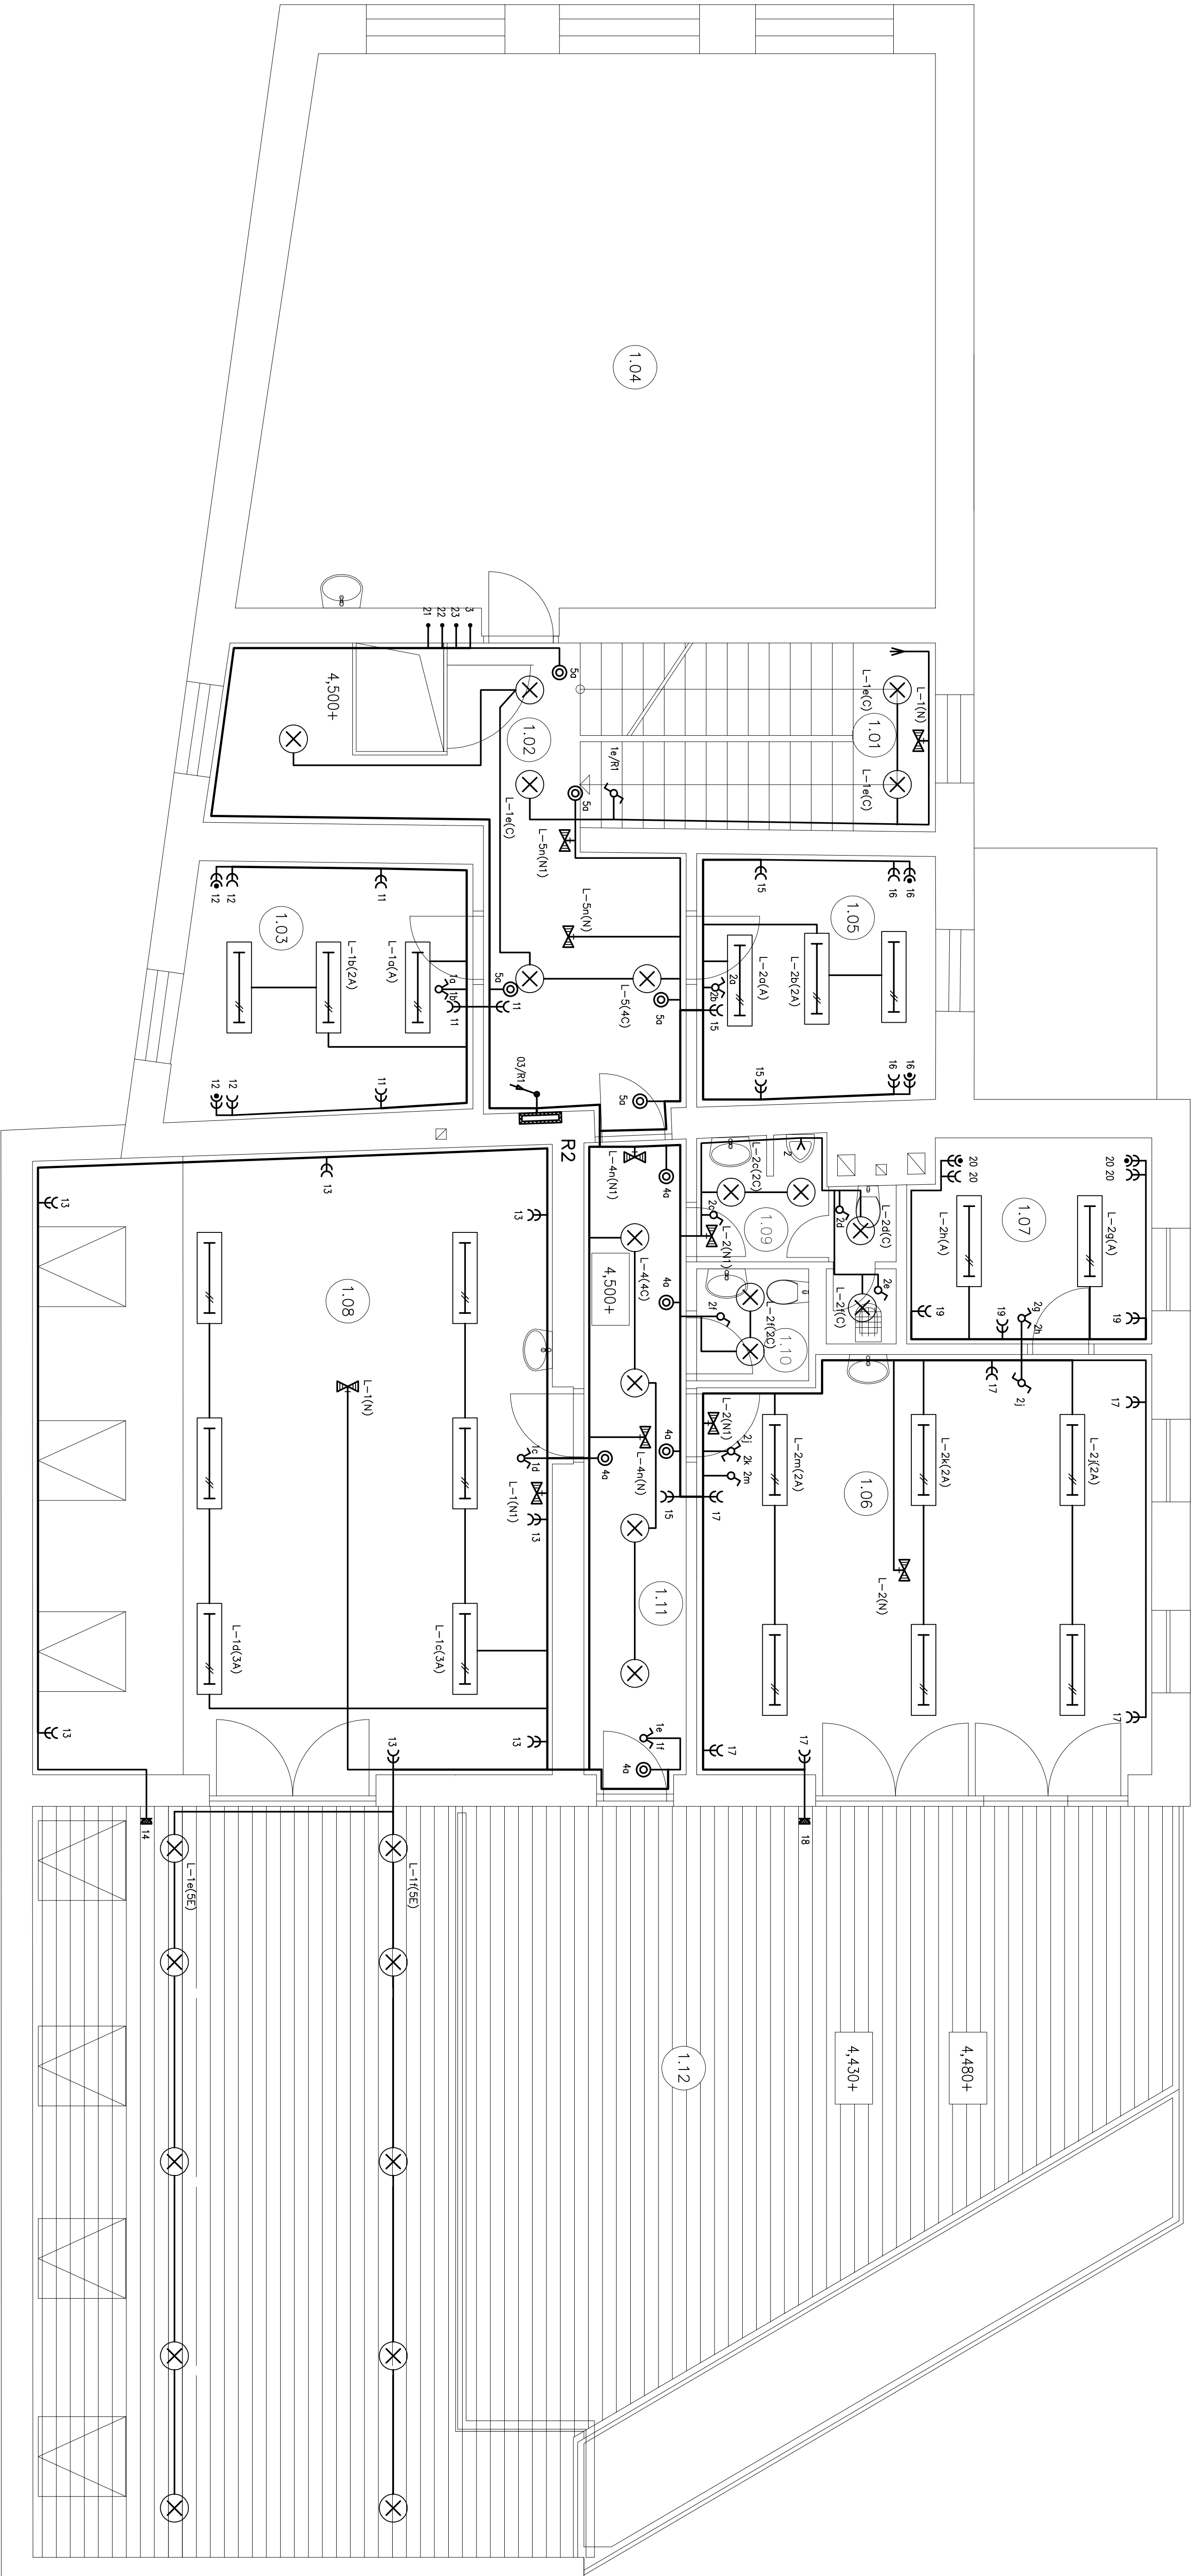 1.04
21
22
23
3
5a
4,500+
1.02
L-1e(C)
L-1(N)
1.01
L-1e(C)
1e/R1
5a
L-1e(C)
L-5n(N1)
L-5n(N)
12
12
11
1.03
L-1b(2A)
L-1a(A)
1a
1b
11
5a
11
L-5(4C)
5a
12
12
11
03/R1
5a
R2
15
16
16
1.05
L-2b(2A)
L-2a(A)
2a
2b
15
15
16
16
13
13
13
L-4n(N1)
4a
L-2c(2C)
2
2c
L-2(N1)
1.09
2d
L-2d(C)
20
20
20
20
1.07
L-2h(A)
L-2g(A)
L-4(4C)
4,500+
4a
2f
L-2f(2C)
1.10
L-2f(C)
2e
19
19
19
2g
2h
1.08
L-1(N)
1c
1d
L-1(N1)
13
4a
L-4n(N)
4a
15
17
L-2(N1)
2j
2k
2m
L-2m(2A)
L-2k(2A)
L-2j(2A)
17
2j
17
1.06
L-2(N)
1.11
L-1d(3A)
L-1c(3A)
13
13
13
1e
1f
4a
17
17
17
14
18
L-1e(5E)
L-1f(5E)
1.12
4,430+
4,480+